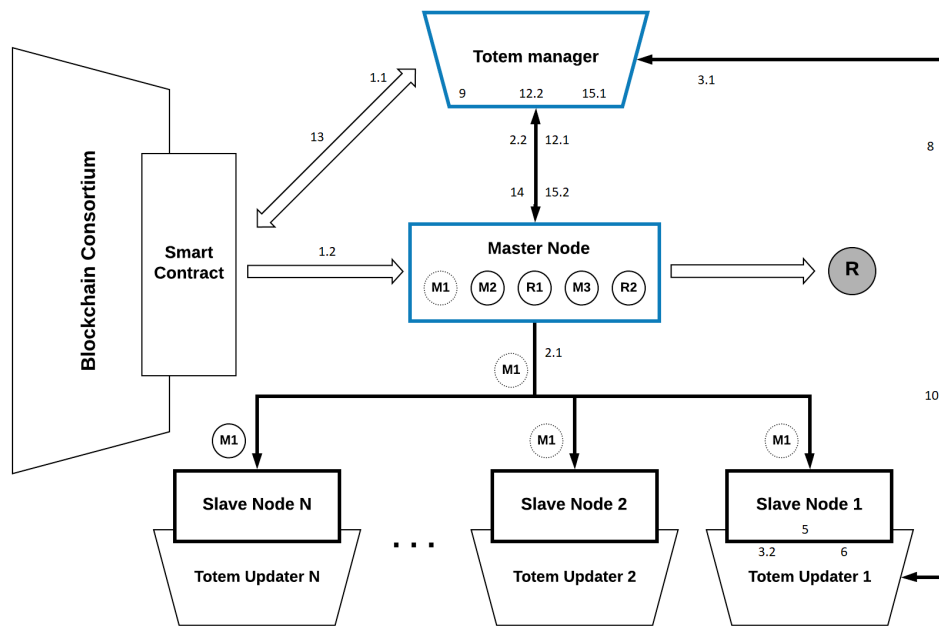 Totem manager
9 12.2 15.1
3.1
1.1
13
2.2 12.1
8
14 15.2
Blockchain Consortium
Smart
Contract
1.2
Master Node
M1 M2 R1 M3 R2
R
2.1
M1
10
M1 M1 M1
Slave Node N Slave Node 2 Slave Node 1
5
...
3.2 6
Totem Updater N Totem Updater 2 Totem Updater 1